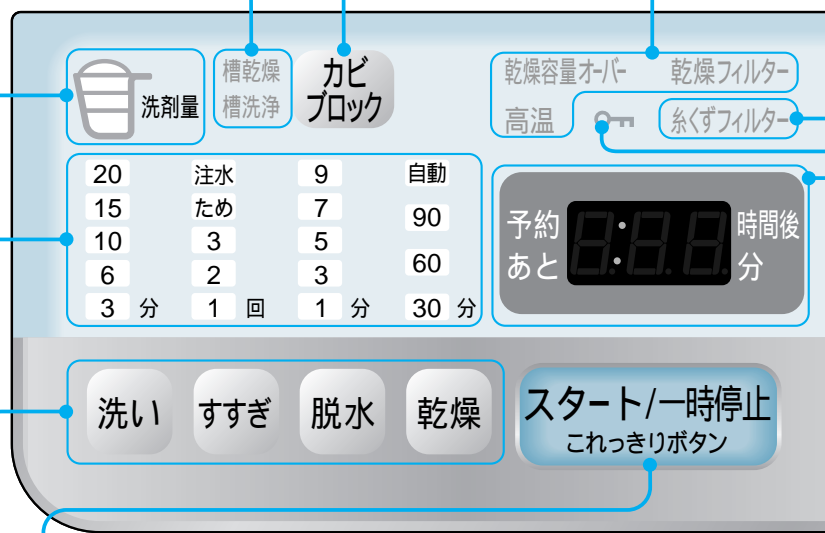 洗剤量
槽乾燥
槽洗浄
カビ
ブロック
乾燥容量オーバー
乾燥フィルター
高温
糸くずフィルター
20 注水 9 自動
15 ため 7 90
10 3 5
6 2 3 60
3 分 1 回 1 分 30 分
予約 時間後
あと 分
洗い すすぎ 脱水 乾燥
スタート/一時停止
これっきりボタン